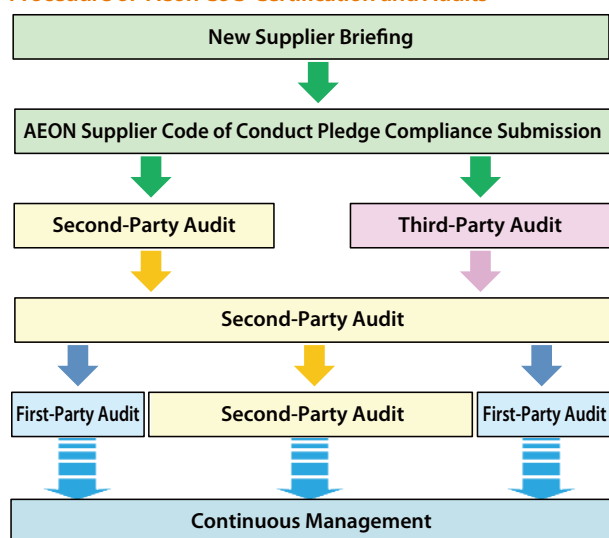 New Supplier Briefing
AEON Supplier Code of Conduct Pledge Compliance Submission
Second-Party Audit
Third-Party Audit
Second-Party Audit
First-Party Audit
Second-Party Audit
First-Party Audit
Continuous Management